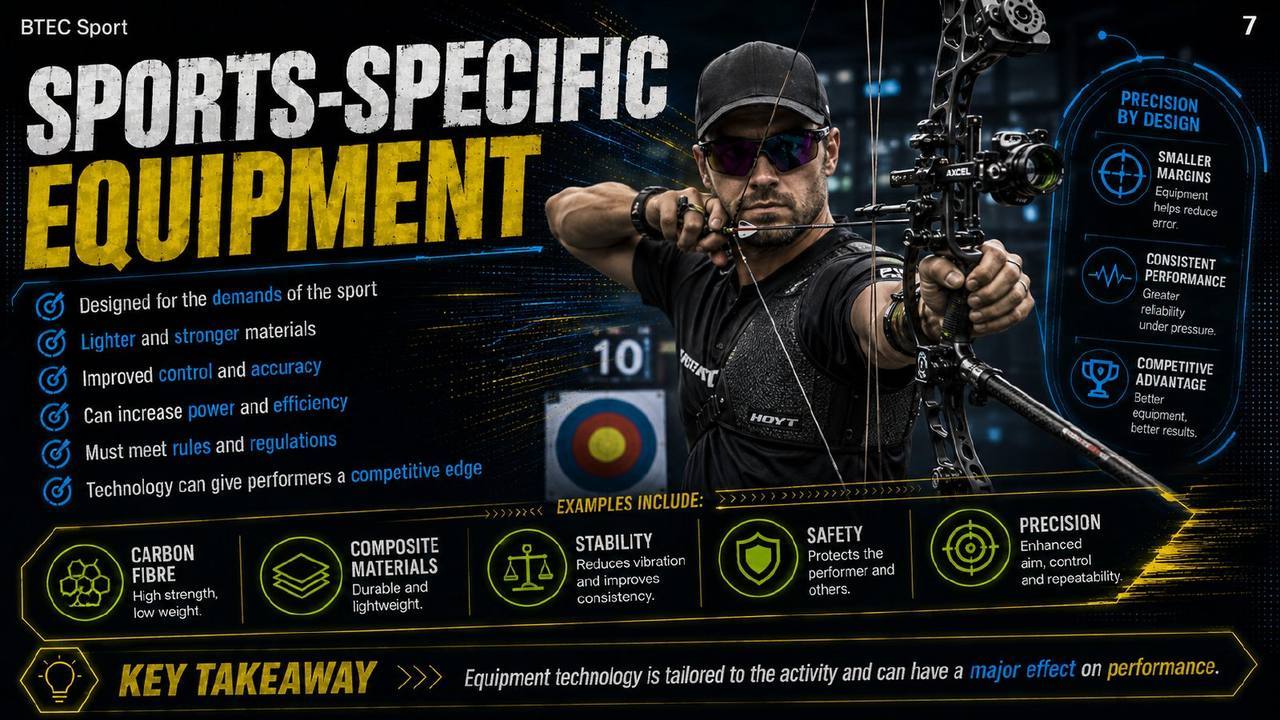 BTEC Sport
7
SPORTS-SPECIFIC
EQUIPMENT
Designed for the demands of the sport
Lighter and stronger materials
Improved control and accuracy
Can increase power and efficiency
Must meet rules and regulations
Technology can give performers a competitive edge
10
AXCEL
HOYT
PRECISION
BY DESIGN
SMALLER
MARGINS
Equipment
helps reduce
error.
CONSISTENT
PERFORMANCE
Greater
reliability
under pressure.
COMPETITIVE
ADVANTAGE
Better
equipment,
better results.
EXAMPLES INCLUDE:
CARBON
FIBRE
High strength,
low weight.
COMPOSITE
MATERIALS
Durable and
lightweight.
STABILITY
Reduces vibration
and improves
consistency.
SAFETY
Protects the
performer and
others.
PRECISION
Enhanced
aim, control
and repeatability.
KEY TAKEAWAY
Equipment technology is tailored to the activity and can have a major effect on performance.